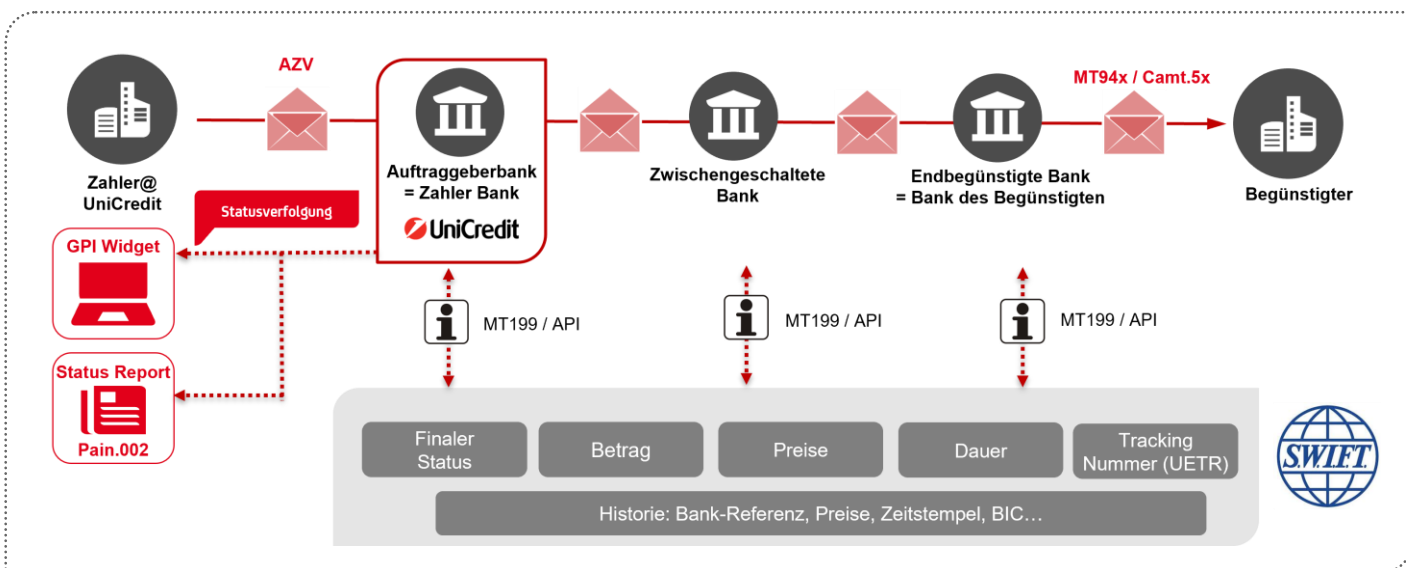 AZV
MT94x / Camt.5x
Zahler@
UniCredit
Auftraggeberbank
= Zahler Bank
UniCredit
Zwischengeschaltete
Bank
Endbegünstigte Bank
= Bank des Begünstigten
Begünstigter
Statusverfolgung
GPI Widget
MT199 / API
MT199 / API
MT199 / API
Status Report
Pain.002
Finaler
Status
Betrag
Preise
Dauer
Tracking
Nummer (UETR)
S.W.I.F.T.
Historie: Bank-Referenz, Preise, Zeitstempel, BIC…